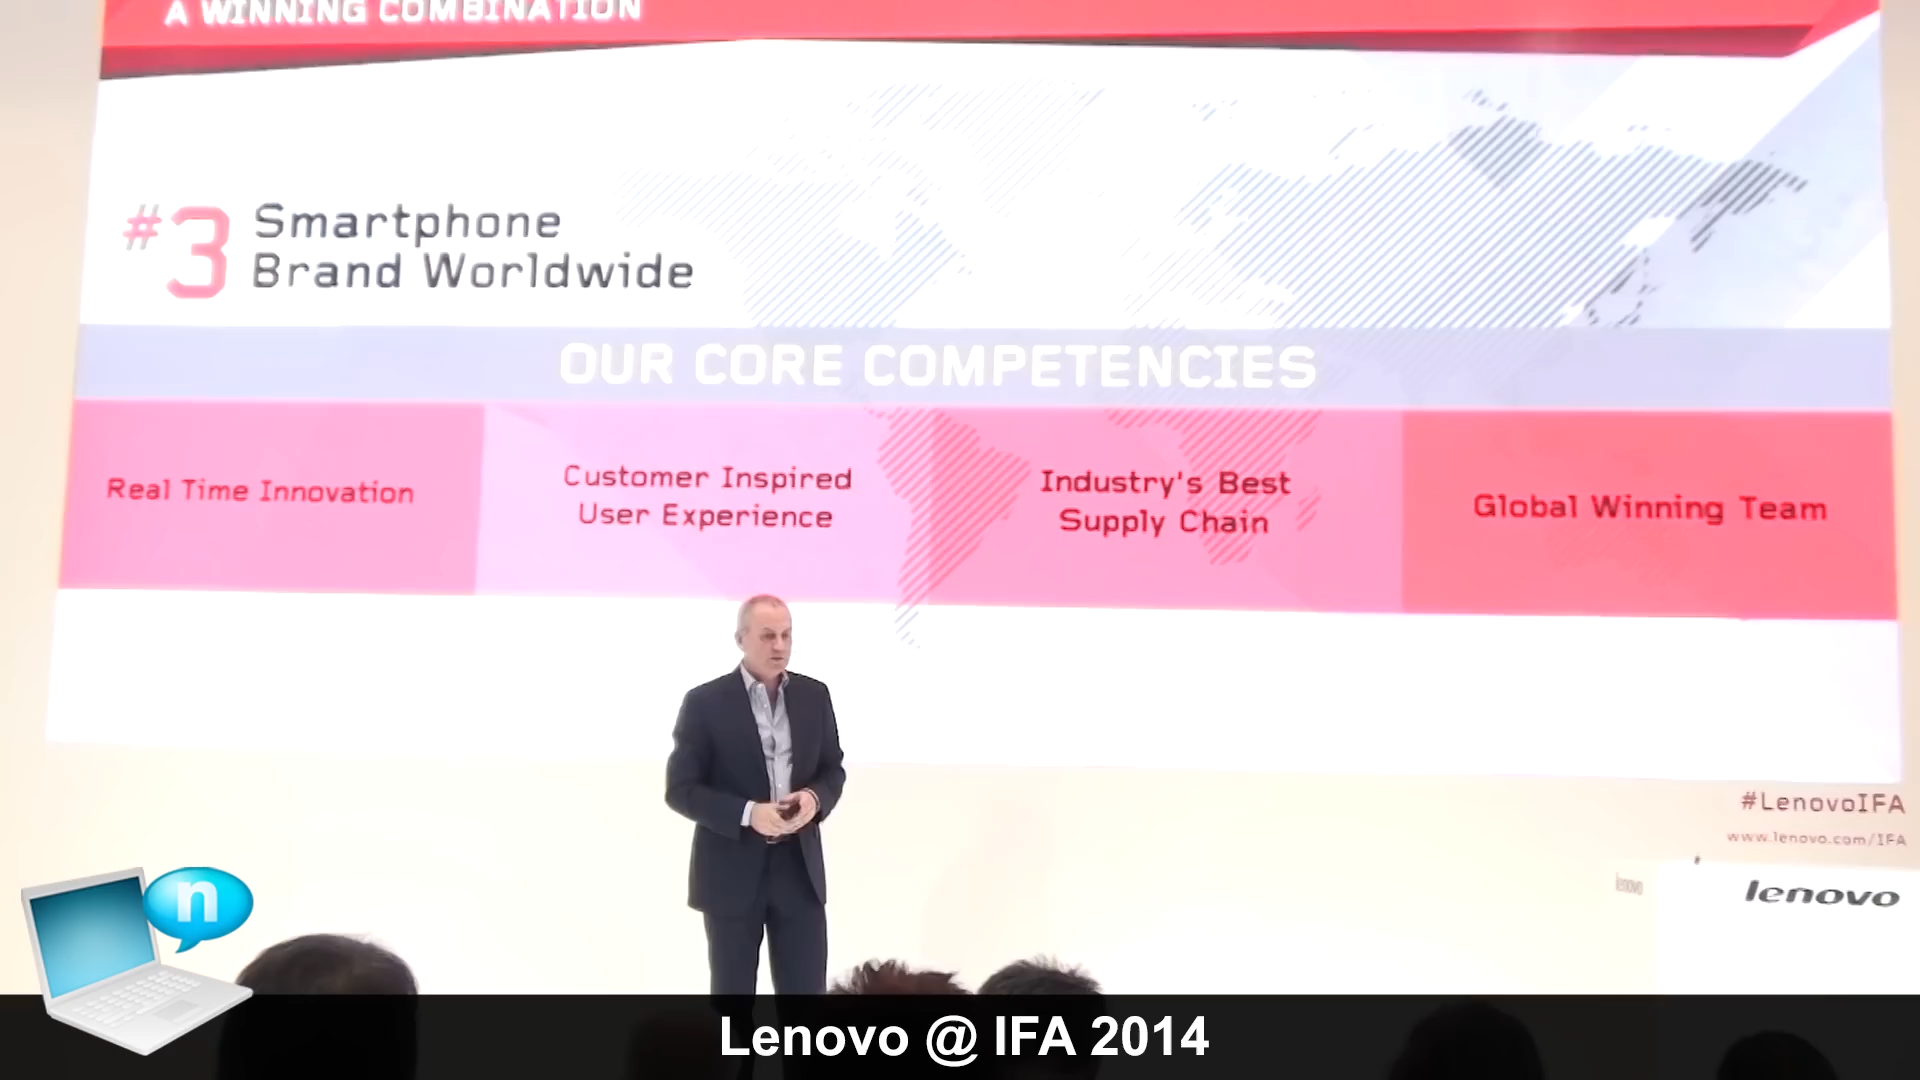 A WINNING COMBINATION
#3 Smartphone
Brand Worldwide
OUR CORE COMPETENCIES
Real Time Innovation
Customer Inspired
User Experience
Industry's Best
Supply Chain
Global Winning Team
#LenovoIFA
www.lenovo.com/IFA
lenovo
lenovo
n
Lenovo @ IFA 2014